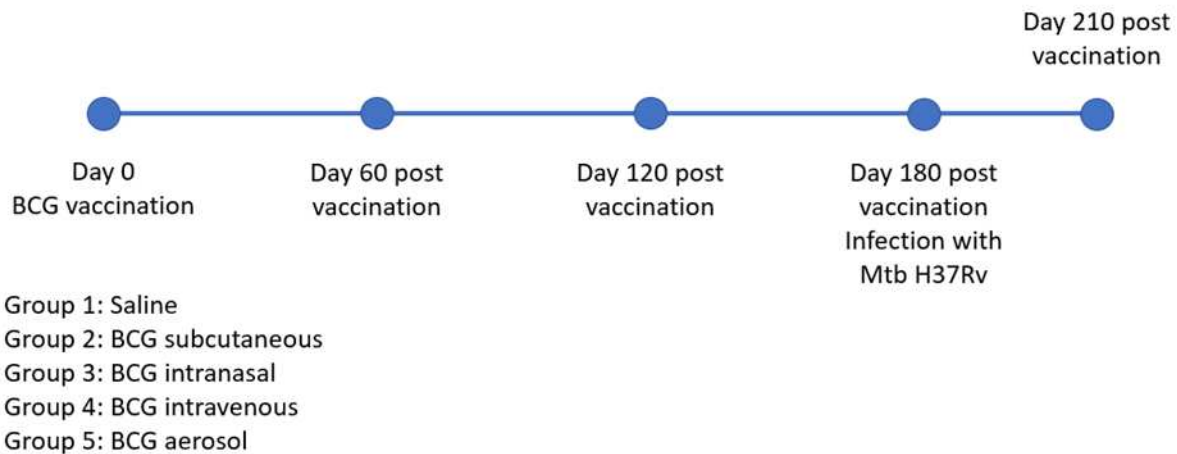 Day 210 post
vaccination
Day 0
BCG vaccination
Day 60 post
vaccination
Day 120 post
vaccination
Day 180 post
vaccination
Infection with
Mtb H37Rv
Group 1: Saline
Group 2: BCG subcutaneous
Group 3: BCG intranasal
Group 4: BCG intravenous
Group 5: BCG aerosol